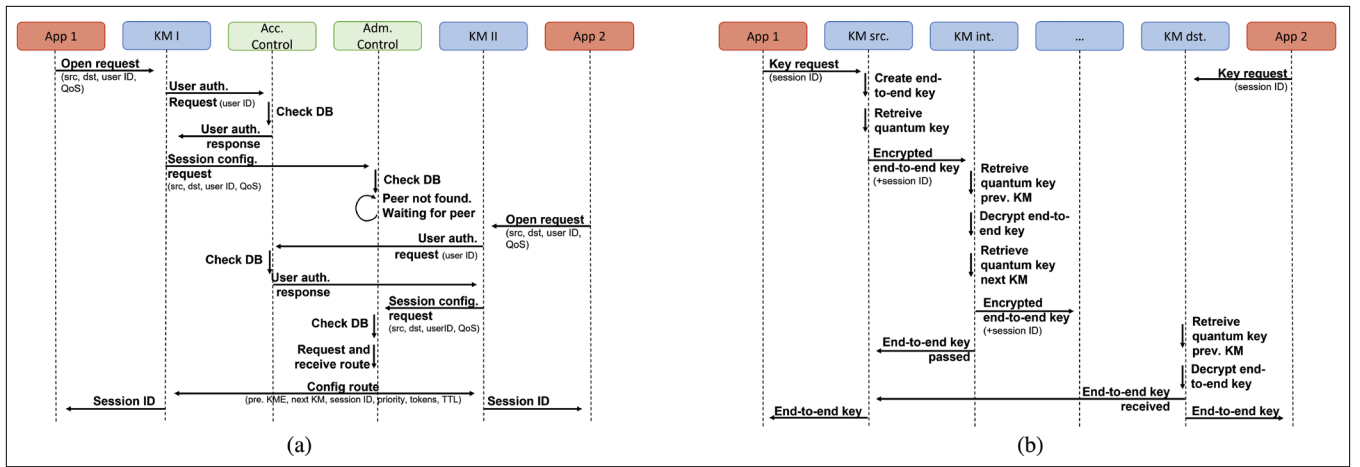 App 1
KM I
Acc.
Control
Adm.
Control
KM II
App 2
Open request
(src, dst, user ID,
QoS)
User auth.
Request (user ID)
Check DB
User auth.
response
Session config.
request
(src, dst, user ID, QoS)
Check DB
Peer not found.
Waiting for peer
Open request
(src, dst, user ID,
QoS)
User auth.
request (user ID)
Check DB
User auth.
response
Session config.
request
(src, dst, userID, QoS)
Check DB
Request and
receive route
Config route
(pre. KME, next KM, session ID, priority, tokens, TTL)
Session ID
Session ID
(a)
App 1
KM src.
KM int.
...
KM dst.
App 2
Key request
(session ID)
Key request
(session ID)
Create end-
to-end key
Retreive
quantum key
Encrypted
end-to-end key
(+session ID)
Retreive
quantum key
prev. KM
Decrypt end-to-
end key
Retrieve
quantum key
next KM
Encrypted
end-to-end key
(+session ID)
Retreive
quantum key
prev. KM
End-to-end key
passed
Decrypt end-
to-end key
End-to-end key
received
End-to-end key
End-to-end key
(b)